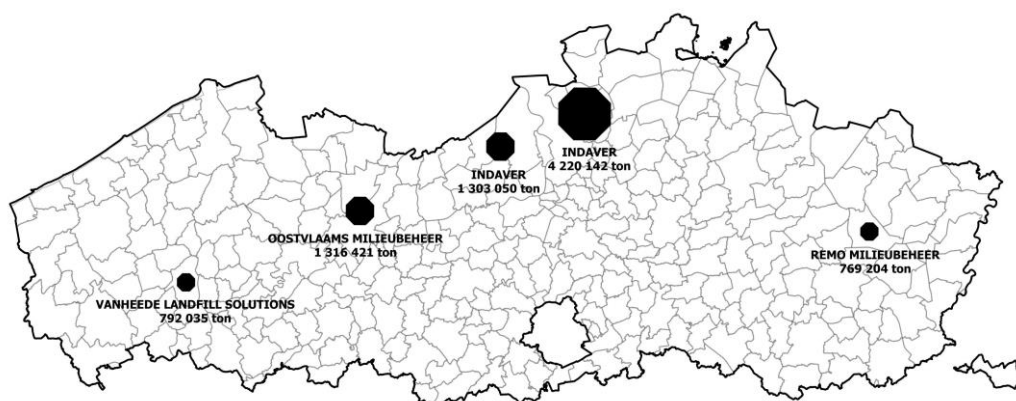 INDAVER
4 220 142 ton
INDAVER
1 303 050 ton
OOSTVLAAMS MILIEUBEHEER
1 316 421 ton
REMO MILIEUBEHEER
769 204 ton
VANHEEDE LANDFILL SOLUTIONS
792 035 ton